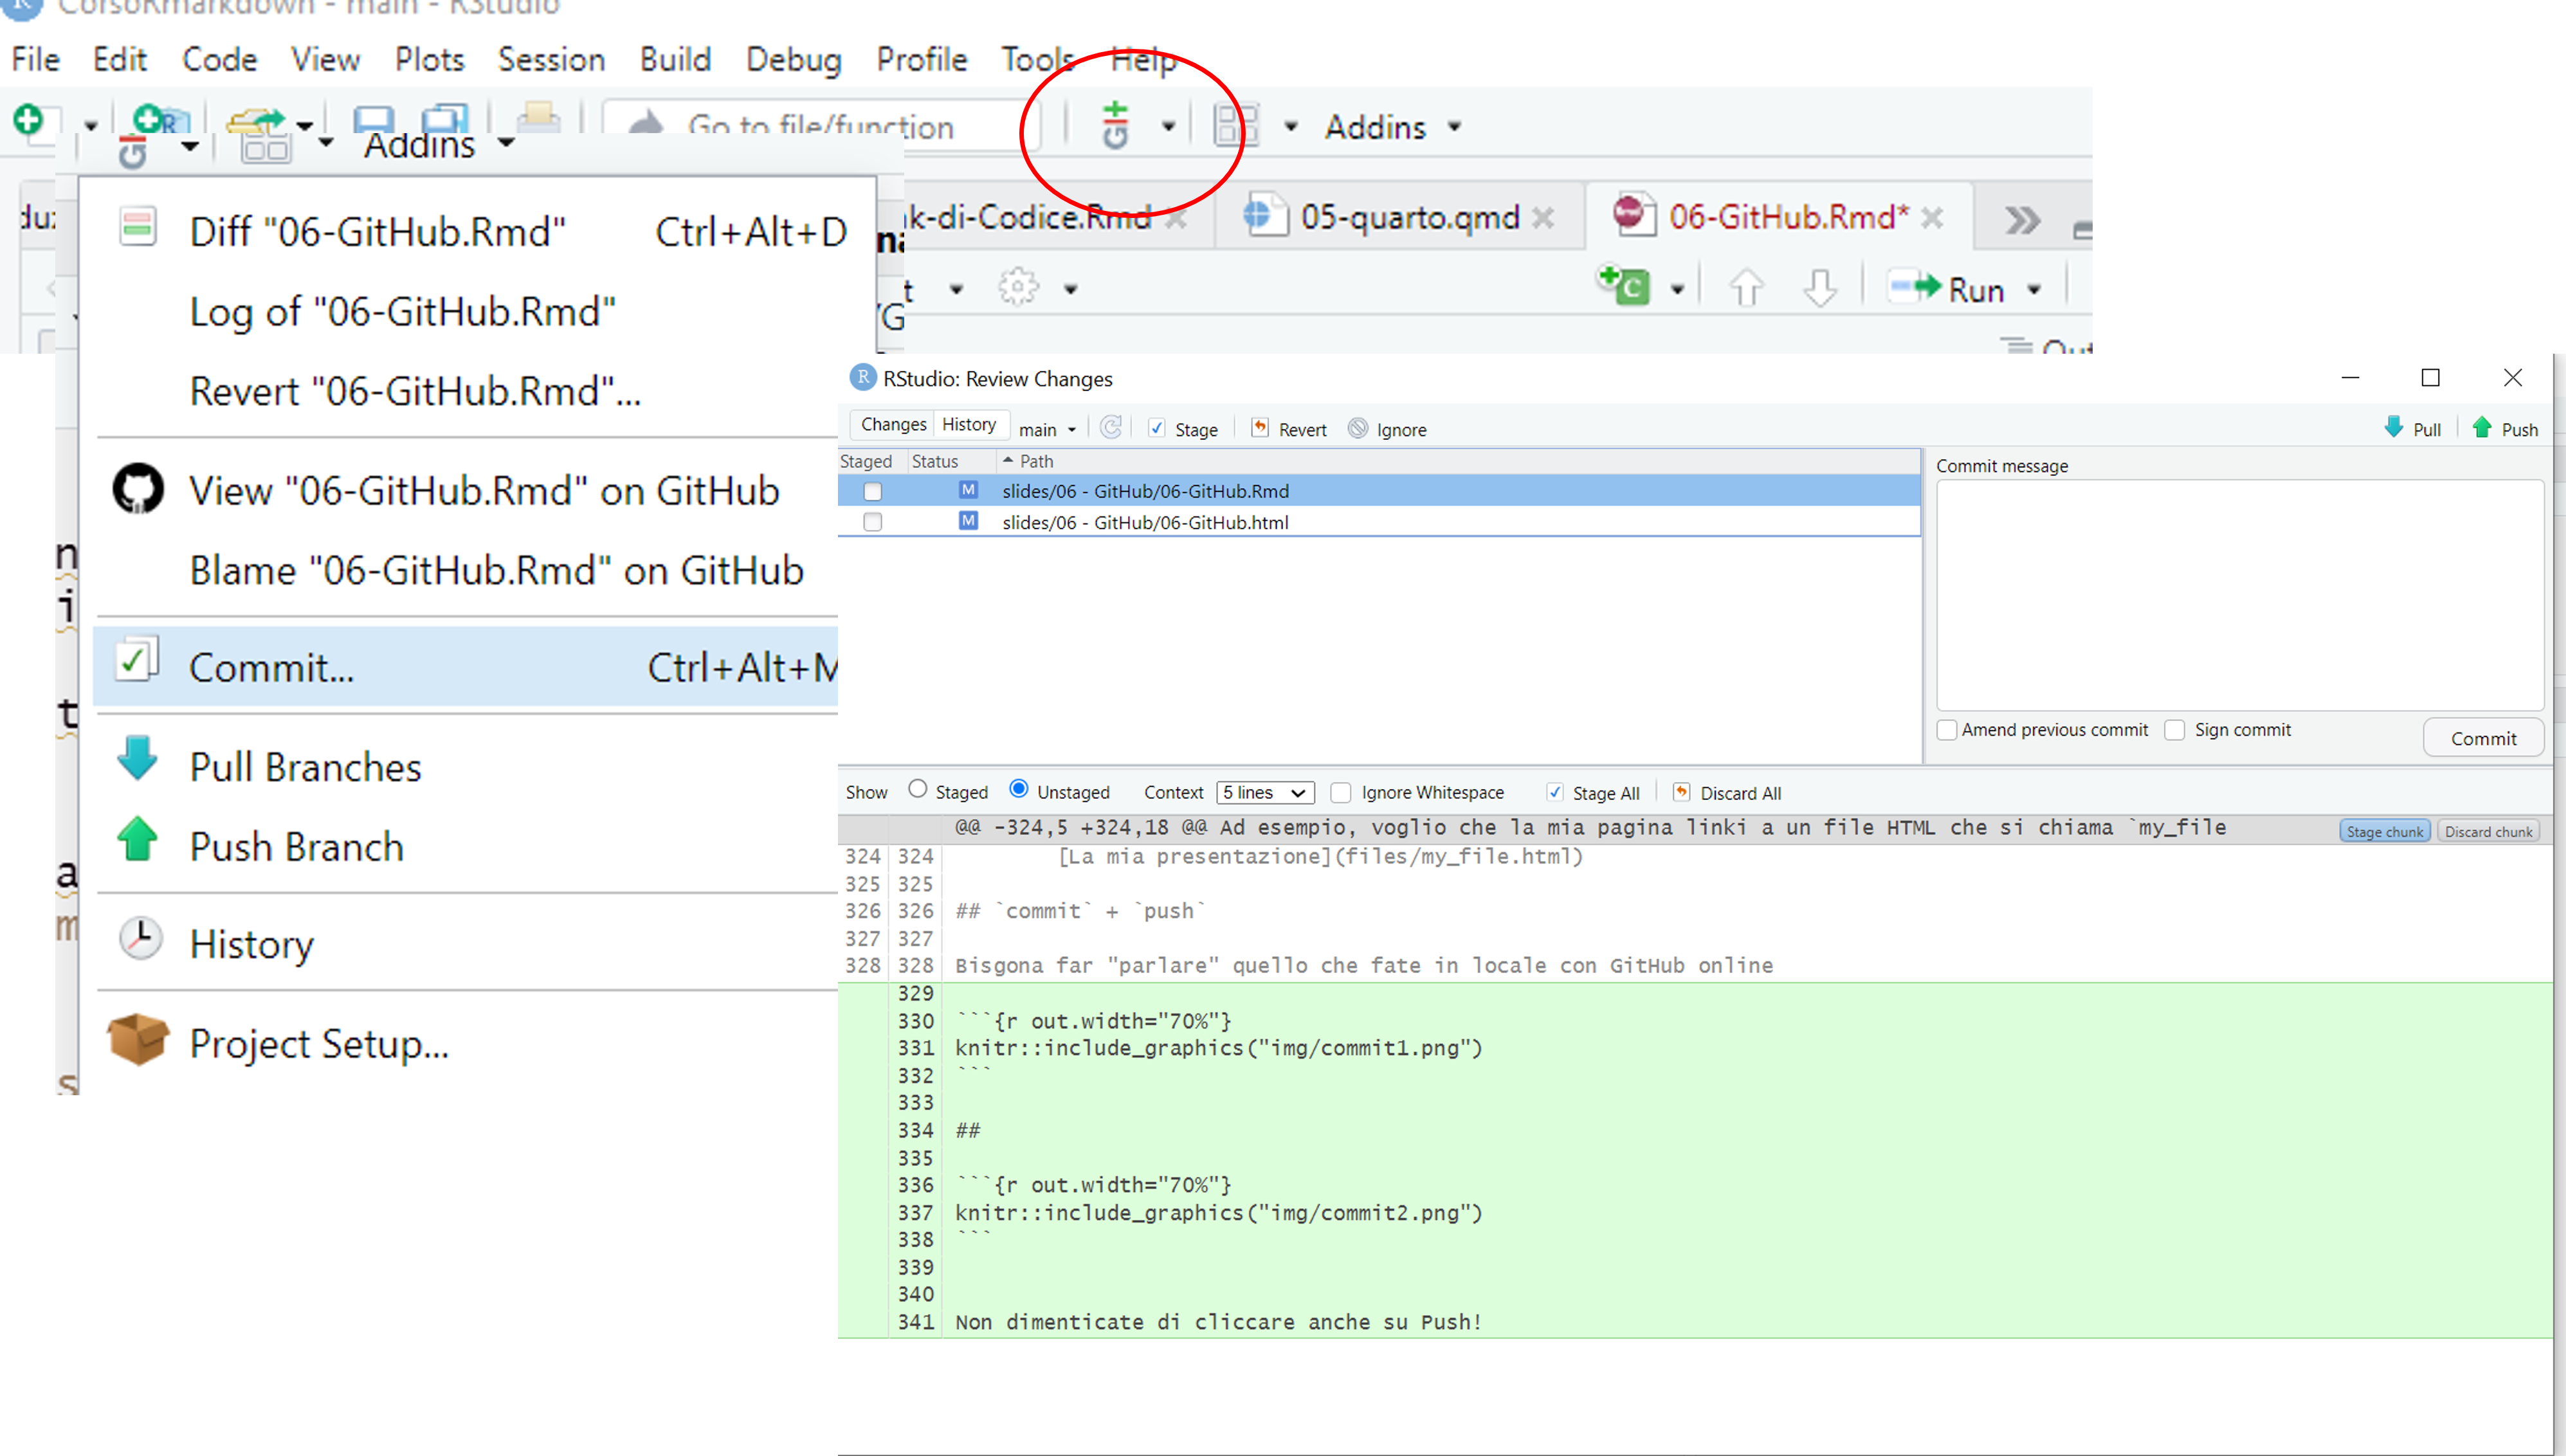 CorsoRmarkdown - main - RStudio
File Edit Code View Plots Session Build Debug Profile Tools Help
Go to file/function Addins
Addins
k-di-Codice.Rmd 05-quarto.qmd 06-GitHub.Rmd*
Run
Diff "06-GitHub.Rmd" Ctrl+Alt+D
Log of "06-GitHub.Rmd"
Revert "06-GitHub.Rmd"...
View "06-GitHub.Rmd" on GitHub
Blame "06-GitHub.Rmd" on GitHub
Commit... Ctrl+Alt+M
Pull Branches
Push Branch
History
Project Setup...
RStudio: Review Changes
Changes History main Stage Revert Ignore Pull Push
Staged Status Path
M slides/06 - GitHub/06-GitHub.Rmd
M slides/06 - GitHub/06-GitHub.html
Commit message
Amend previous commit Sign commit Commit
Show Staged Unstaged Context 5 lines Ignore Whitespace Stage All Discard All
@@ -324,5 +324,18 @@ Ad esempio, voglio che la mia pagina linki a un file HTML che si chiama `my_file Stage chunk Discard chunk
324 324 [La mia presentazione](files/my_file.html)
325 325
326 326 ## `commit` + `push`
327 327
328 328 Bisgona far "parlare" quello che fate in locale con GitHub online
329
330 ```{r out.width="70%"}
331 knitr::include_graphics("img/commit1.png")
332 ```
333
334 ##
335
336 ```{r out.width="70%"}
337 knitr::include_graphics("img/commit2.png")
338 ```
339
340
341 Non dimenticate di cliccare anche su Push!